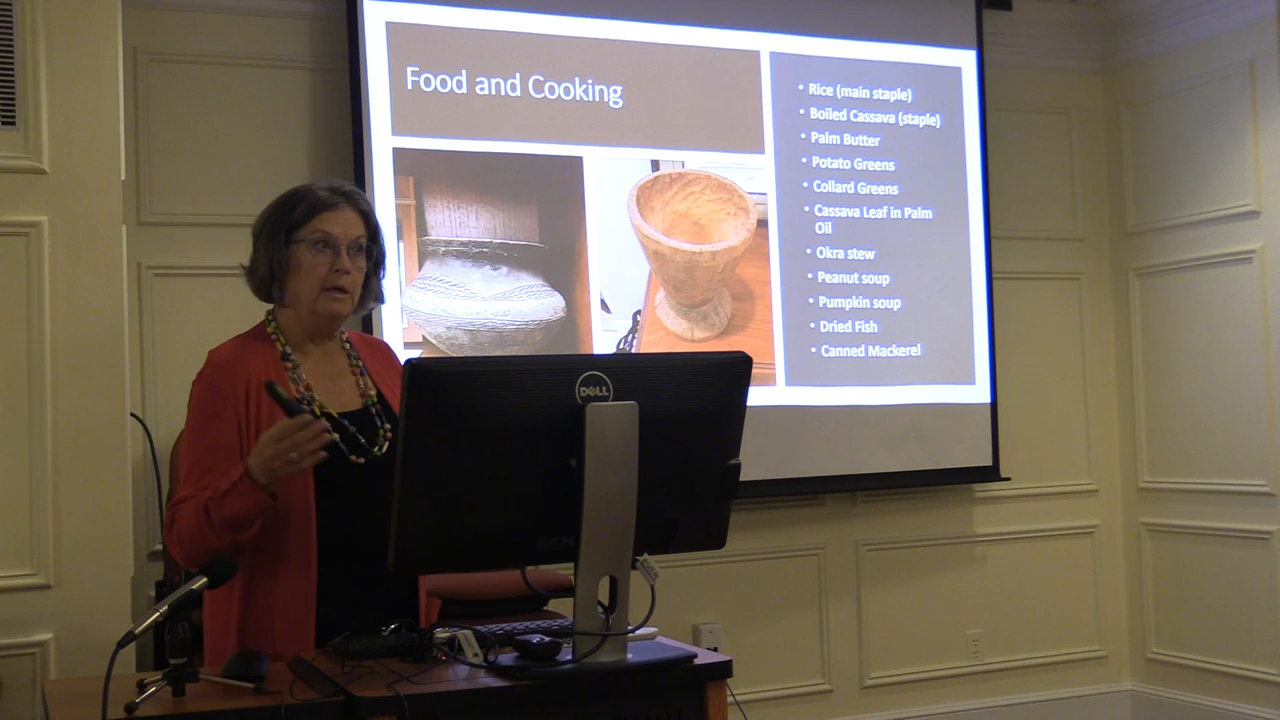 Food and Cooking
• Rice (main staple)
• Boiled Cassava (staple)
• Palm Butter
• Potato Greens
• Collard Greens
• Cassava Leaf in Palm
Oil
• Okra stew
• Peanut soup
• Pumpkin soup
• Dried Fish
• Canned Mackerel
DELL